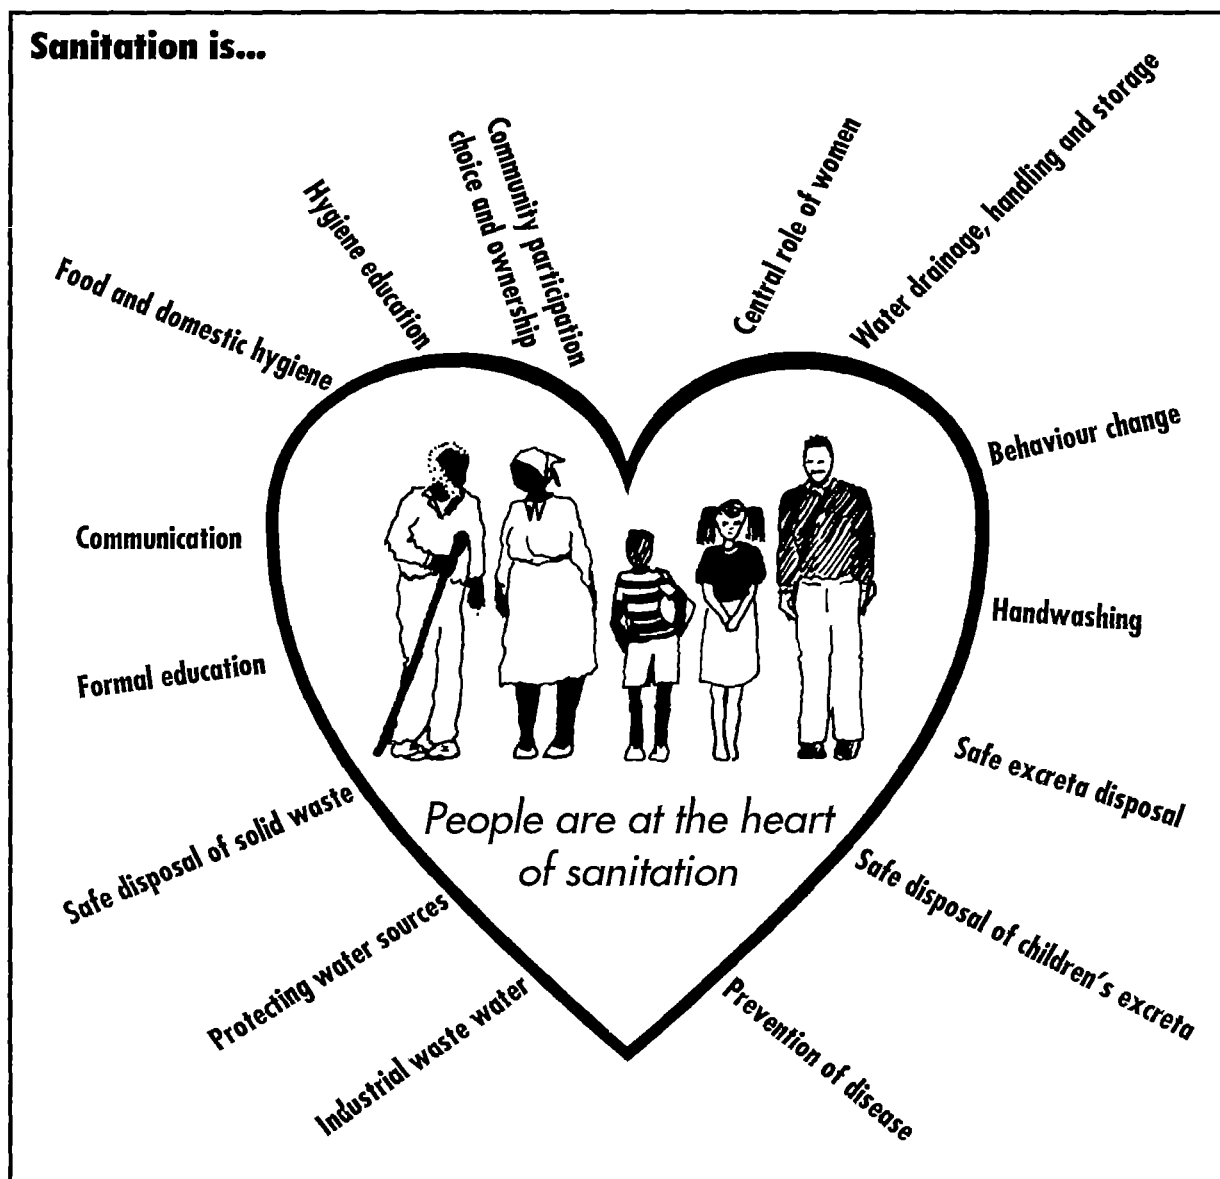 Sanitation is...
Community participation
choice and ownership
Central role of women
Water drainage, handling and storage
Hygiene education
Food and domestic hygiene
Behaviour change
Communication
Handwashing
Formal education
Safe excreta disposal
Safe disposal of solid waste
People are at the heart
of sanitation
Safe disposal of children's excreta
Protecting water sources
Industrial waste water
Prevention of disease